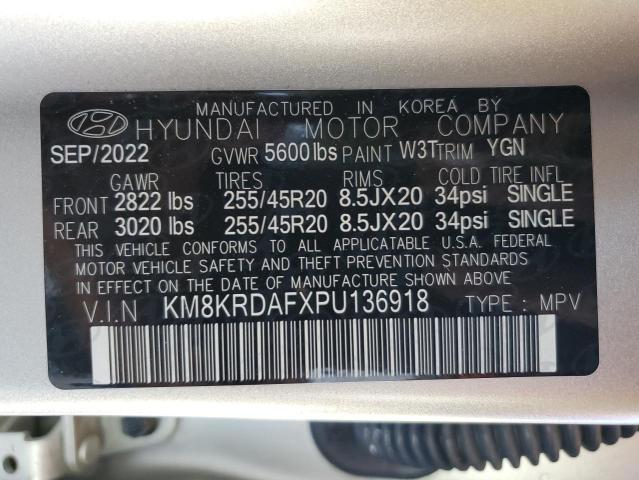 MANUFACTURED IN KOREA BY
HYUNDAI MOTOR COMPANY
SEP/2022 GVWR 5600 lbs PAINT W3T TRIM YGN
GAWR TIRES RIMS COLD TIRE INFL
FRONT 2822 lbs 255/45R20 8.5JX20 34psi SINGLE
REAR 3020 lbs 255/45R20 8.5JX20 34psi SINGLE
THIS VEHICLE CONFORMS TO ALL APPLICATABLE U.S.A. FEDERAL
MOTOR VEHICLE SAFETY AND THEFT PREVENTION STANDARDS
IN EFFECT ON THE DATE OF MANUFACTURE SHOWN ABOVE.
V.I.N KM8KRDAFXPU136918 TYPE : MPV